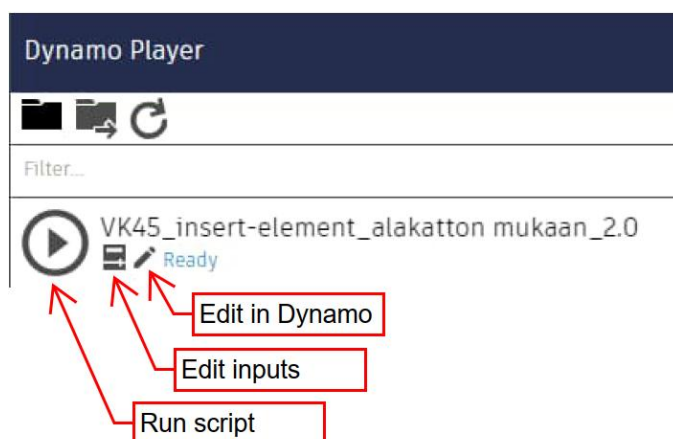 Dynamo Player
Filter...
VK45_insert-element_alakatton mukaan_2.0
Ready
Edit in Dynamo
Edit inputs
Run script